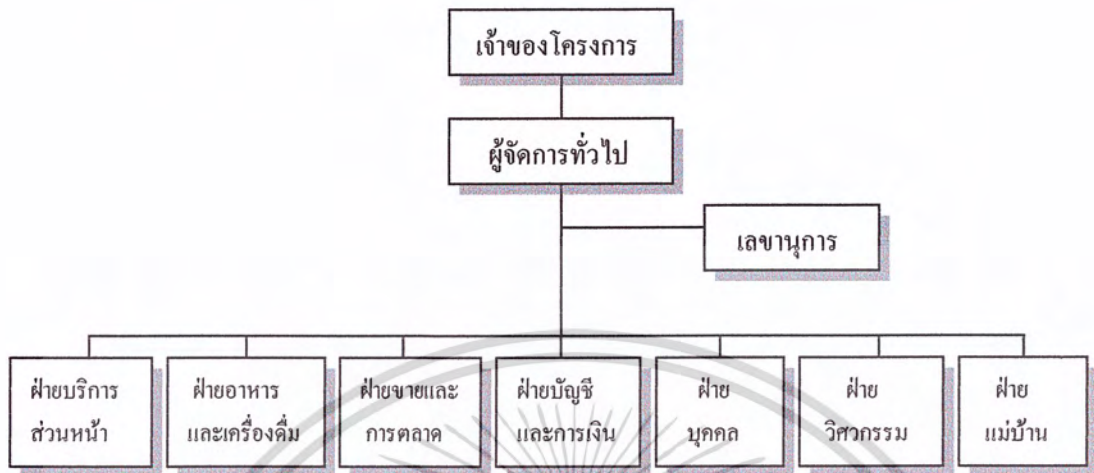 เจ้าของโครงการ
ผู้จัดการทั่วไป
เลขานุการ
ฝ่ายบริการ
ส่วนหน้า
ฝ่ายอาหาร
และเครื่องดื่ม
ฝ่ายขายและ
การตลาด
ฝ่ายบัญชี
และการเงิน
ฝ่าย
บุคคล
ฝ่าย
วิศวกรรม
ฝ่าย
แม่บ้าน